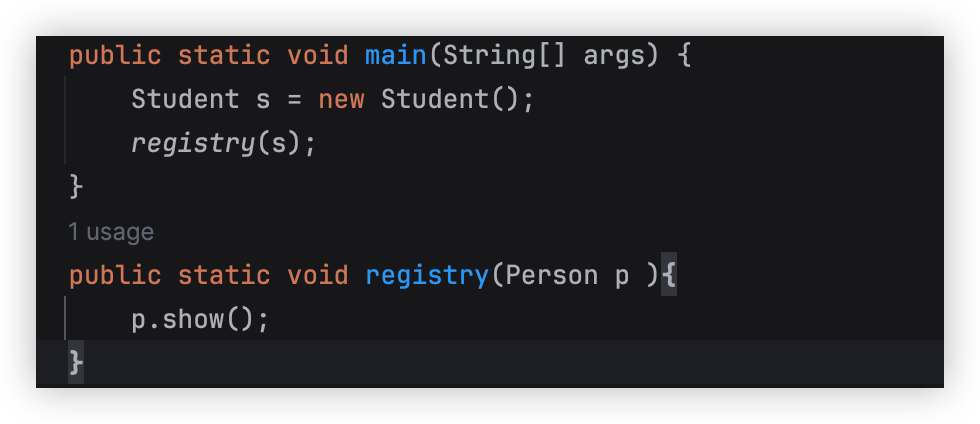 public static void main(String[] args) {
    Student s = new Student();
    registry(s);
}
1 usage
public static void registry(Person p ){
    p.show();
}